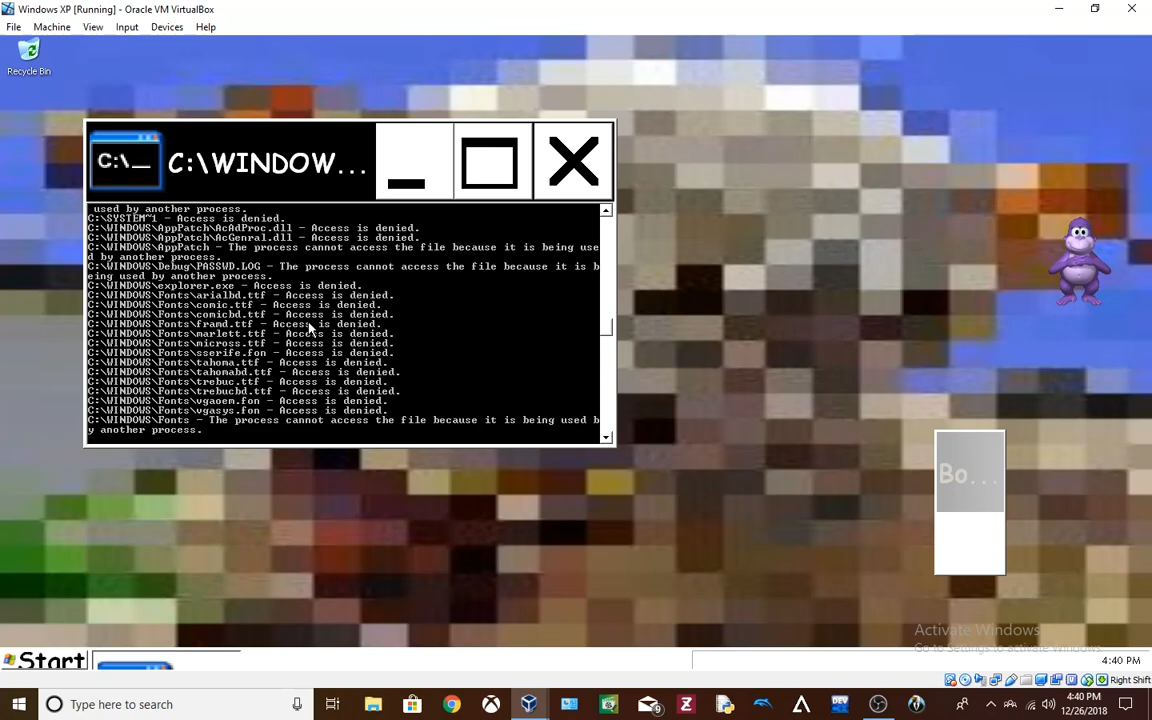 Windows XP [Running] - Oracle VM VirtualBox
File Machine View Input Devices Help
Recycle Bin
C:\_ C:\WINDOW...
used by another process.
C:\SYSTEM~1 - Access is denied.
C:\WINDOWS\AppPatch\AcAdProc.dll - Access is denied.
C:\WINDOWS\AppPatch\AcGenral.dll - Access is denied.
C:\WINDOWS\AppPatch - The process cannot access the file because it is being use
d by another process.
C:\WINDOWS\Debug\PASSWD.LOG - The process cannot access the file because it is b
eing used by another process.
C:\WINDOWS\explorer.exe - Access is denied.
C:\WINDOWS\Fonts\arialbd.ttf - Access is denied.
C:\WINDOWS\Fonts\comic.ttf - Access is denied.
C:\WINDOWS\Fonts\comicbd.ttf - Access is denied.
C:\WINDOWS\Fonts\framd.ttf - Access is denied.
C:\WINDOWS\Fonts\marlett.ttf - Access is denied.
C:\WINDOWS\Fonts\micross.ttf - Access is denied.
C:\WINDOWS\Fonts\sserife.fon - Access is denied.
C:\WINDOWS\Fonts\tahoma.ttf - Access is denied.
C:\WINDOWS\Fonts\tahomabd.ttf - Access is denied.
C:\WINDOWS\Fonts\trebuc.ttf - Access is denied.
C:\WINDOWS\Fonts\trebucbd.ttf - Access is denied.
C:\WINDOWS\Fonts\vgaoem.fon - Access is denied.
C:\WINDOWS\Fonts\vgasys.fon - Access is denied.
C:\WINDOWS\Fonts - The process cannot access the file because it is being used b
y another process.
Bo...
Activate Windows
Go to Settings to activate Windows.
Start
4:40 PM
Right Shift
Type here to search
9
Z
DEV
4:40 PM
12/26/2018